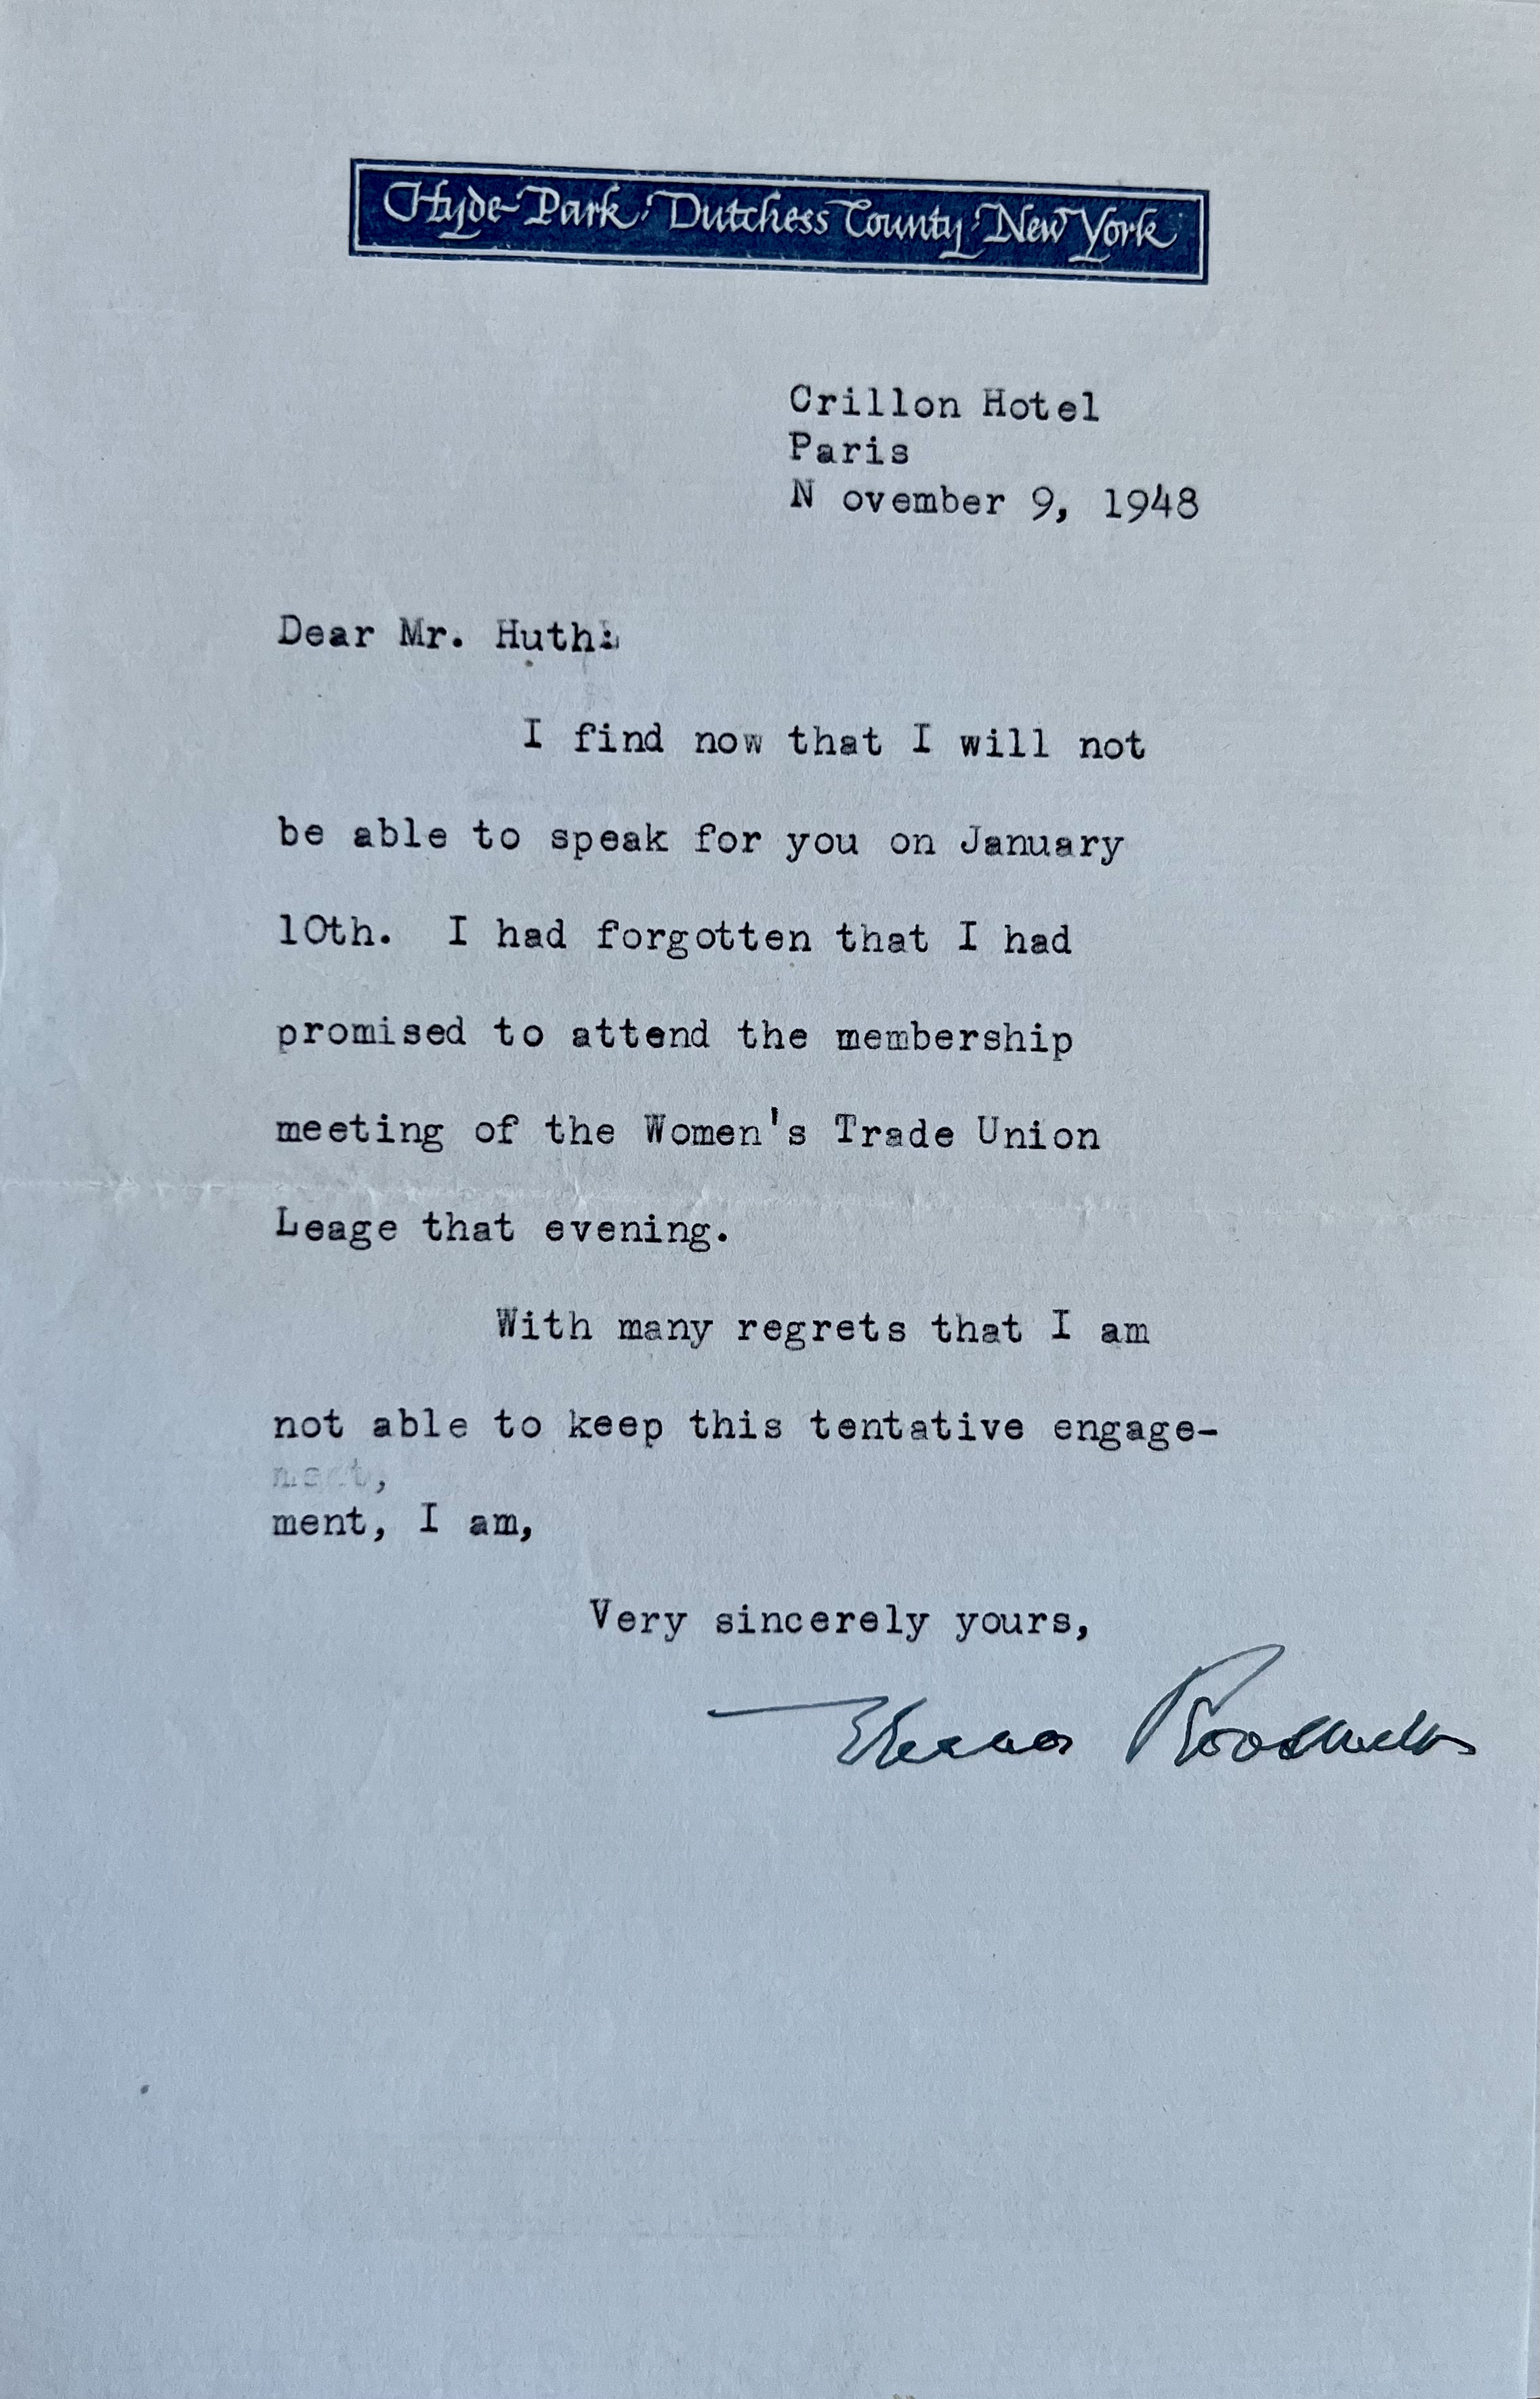 Hyde Park · Dutchess County · New York
Crillon Hotel
Paris
N ovember 9, 1948
Dear Mr. Huth:
I find now that I will not
be able to speak for you on January
10th. I had forgotten that I had
promised to attend the membership
meeting of the Women's Trade Union
Leage that evening.
With many regrets that I am
not able to keep this tentative engage-
ment,
ment, I am,
Very sincerely yours,
Eleanor Roosevelt